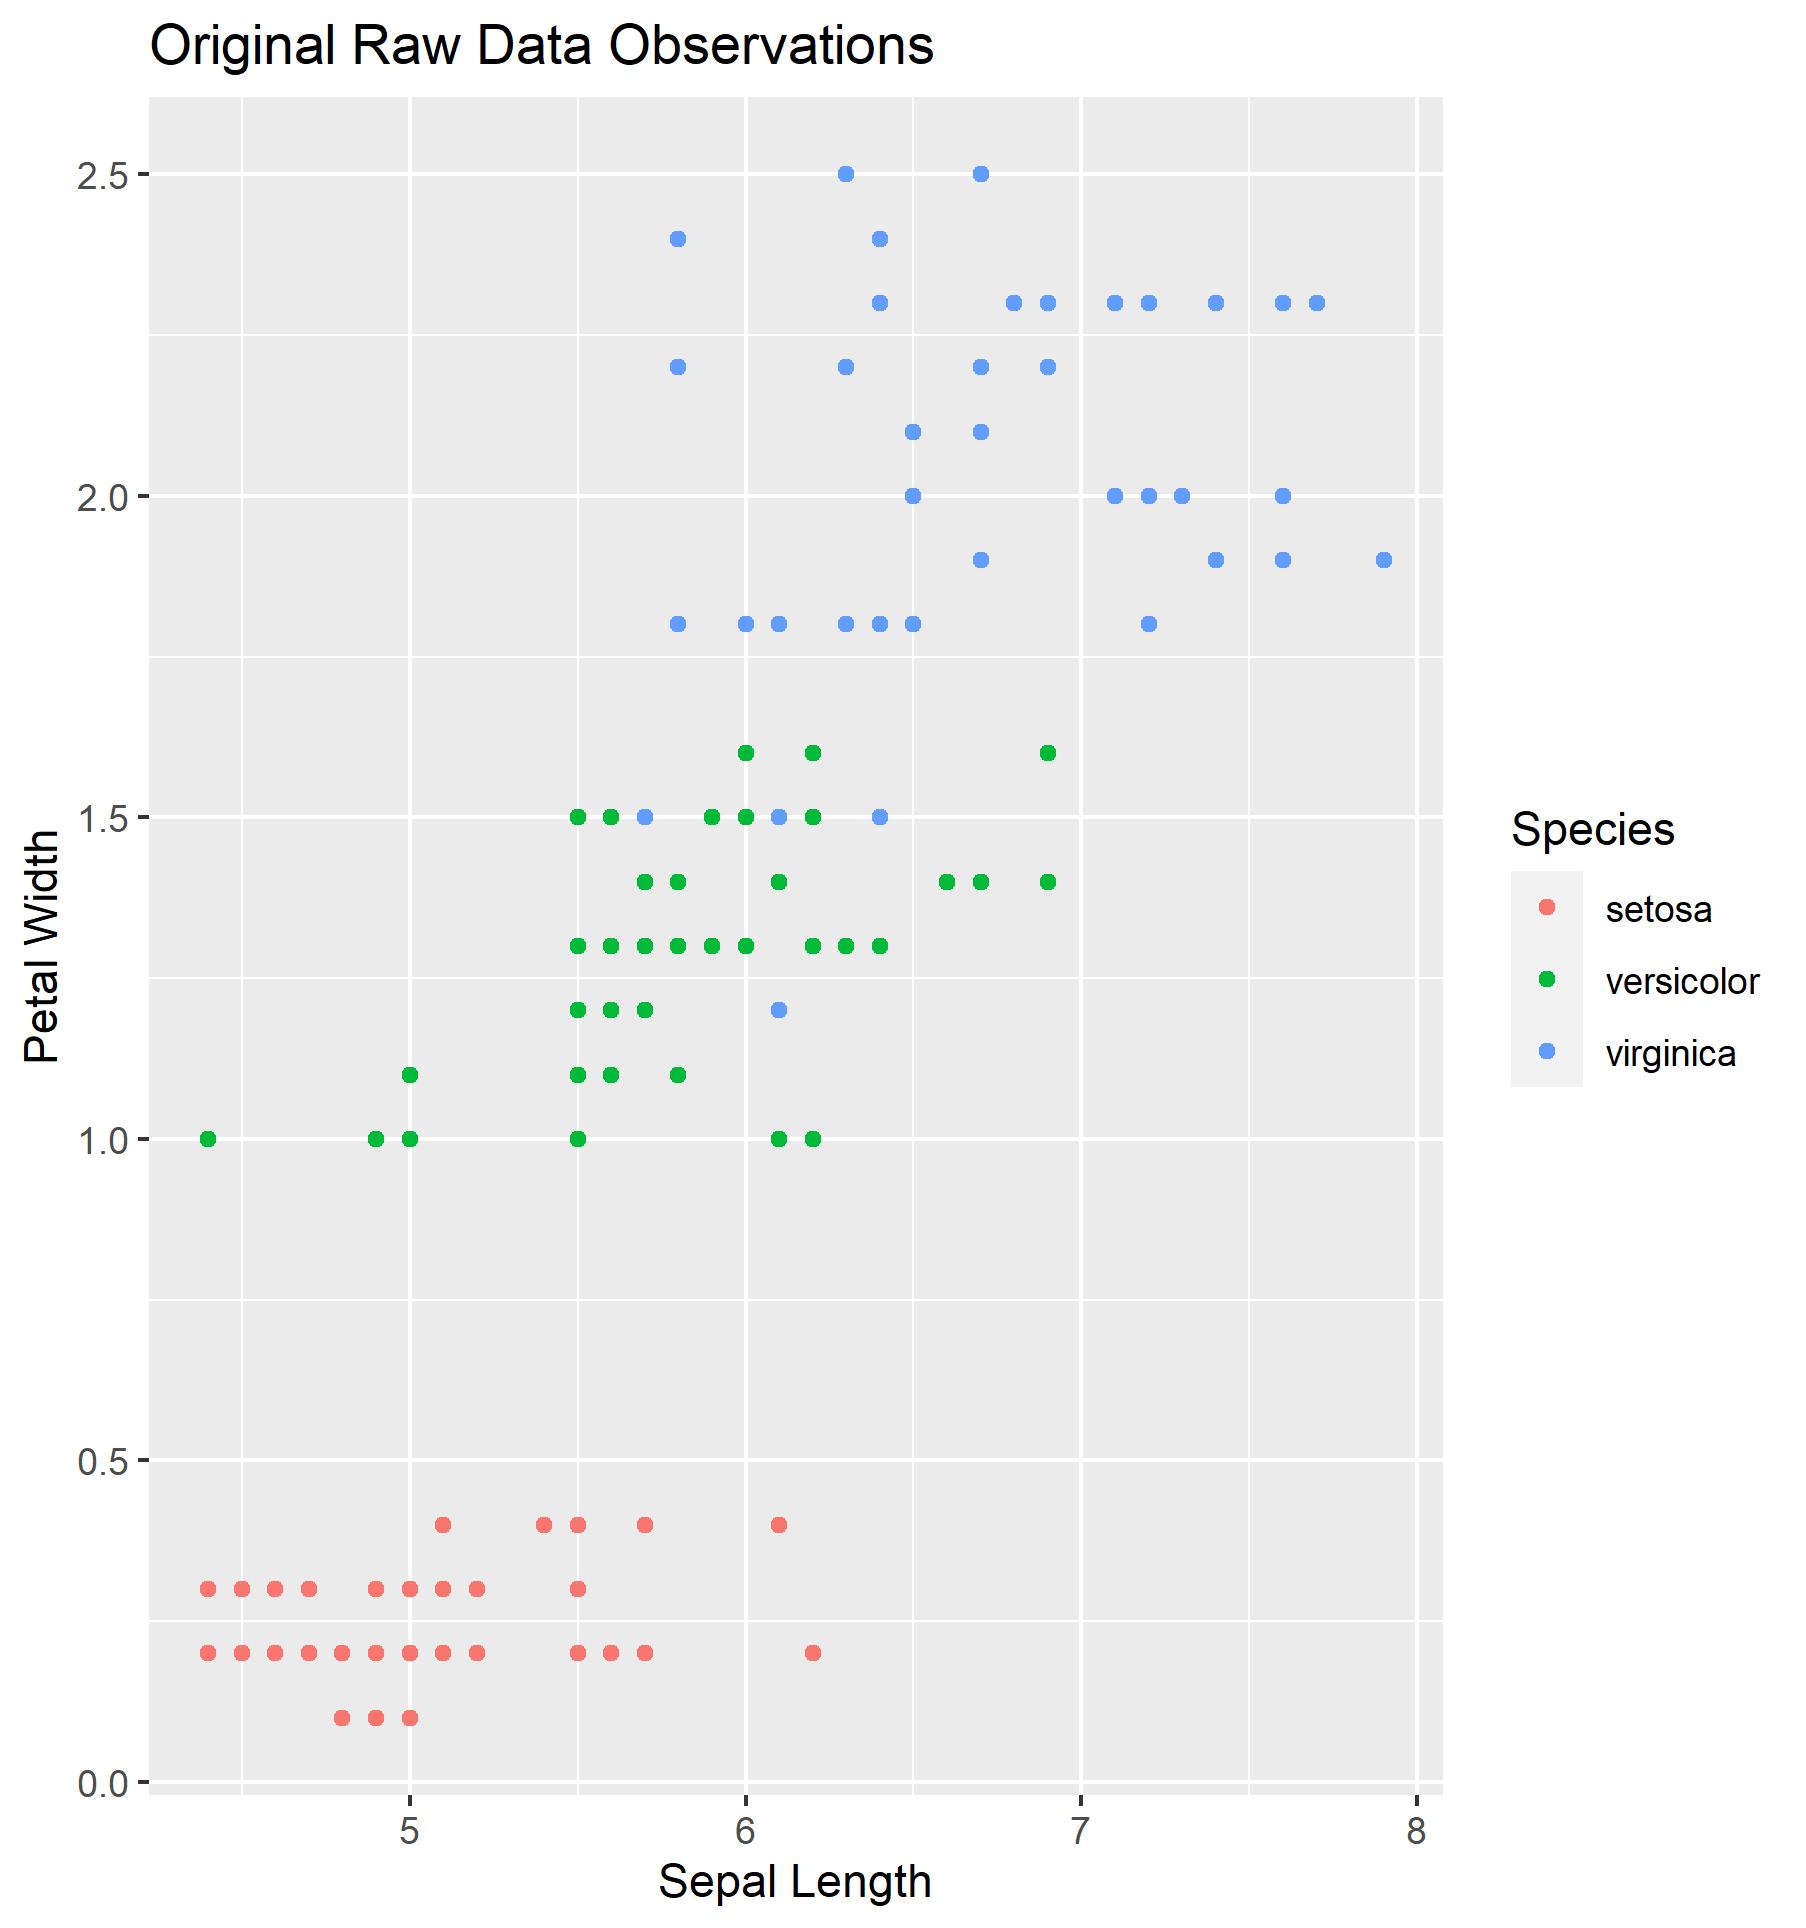 Original Raw Data Observations
2.5
2.0
1.5
1.0
0.5
0.0
Petal Width
5 6 7 8
Sepal Length
Species
setosa
versicolor
virginica